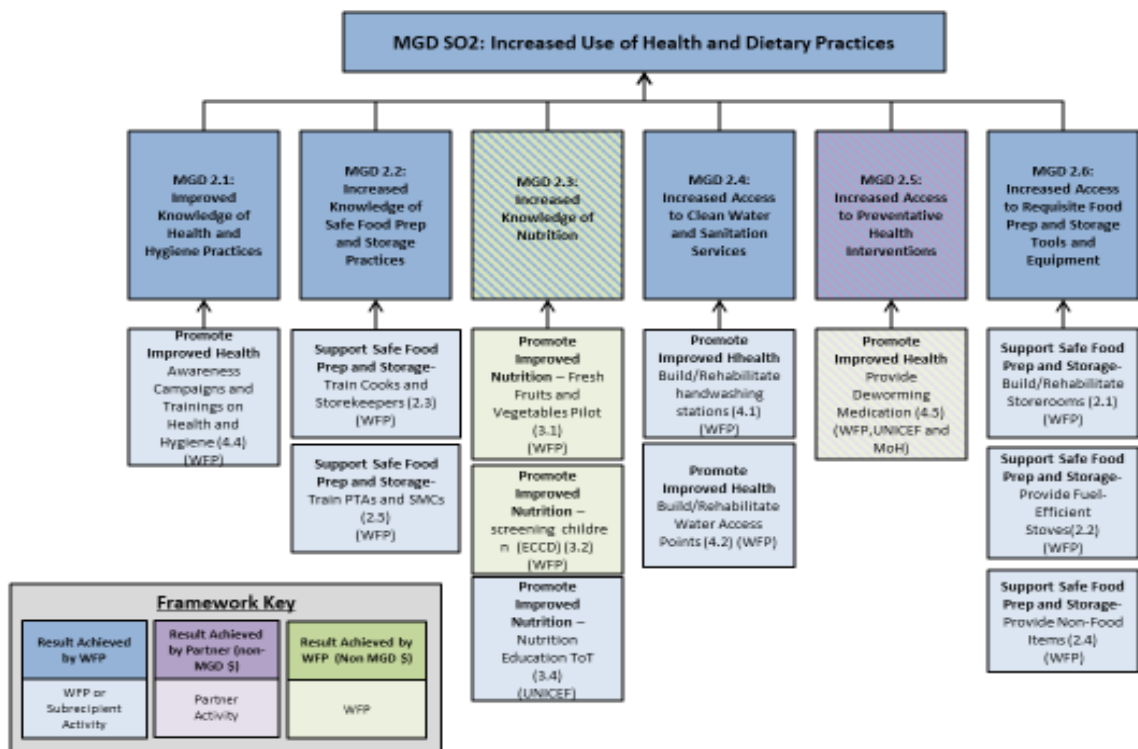 MGD SO2: Increased Use of Health and Dietary Practices
MGD 2.1:
Improved
Knowledge of
Health and
Hygiene Practices
MGD 2.2:
Increased
Knowledge of
Safe Food Prep
and Storage
Practices
MGD 2.3:
Increased
Knowledge of
Nutrition
MGD 2.4:
Increased Access
to Clean Water
and Sanitation
Services
MGD 2.5:
Increased Access
to Preventative
Health
Interventions
MGD 2.6:
Increased Access
to Requisite Food
Prep and Storage
Tools and
Equipment
Promote
Improved Health
Awareness
Campaigns and
Trainings on
Health and
Hygiene (4.4)
(WFP)
Support Safe Food
Prep and Storage-
Train Cooks and
Storekeepers (2.3)
(WFP)
Support Safe Food
Prep and Storage-
Train PTAs and SMCs
(2.5)
(WFP)
Promote
Improved
Nutrition – Fresh
Fruits and
Vegetables Pilot
(3.1)
(WFP)
Promote
Improved
Nutrition –
screening childre
n (ECCD) (3.2)
(WFP)
Promote
Improved
Nutrition –
Nutrition
Education ToT
(3.4)
(UNICEF)
Promote
Improved Hhealth
Build/Rehabilitate
handwashing
stations (4.1)
(WFP)
Promote
Improved Health
Build/Rehabilitate
Water Access
Points (4.2) (WFP)
Promote
Improved Health
Provide
Deworming
Medication (4.5)
(WFP,UNICEF and
MoH)
Support Safe Food
Prep and Storage-
Build/Rehabilitate
Storerooms (2.1)
(WFP)
Support Safe Food
Prep and Storage-
Provide Fuel-
Efficient
Stoves(2.2)
(WFP)
Support Safe Food
Prep and Storage-
Provide Non-Food
Items (2.4)
(WFP)
Framework Key
Result Achieved
by WFP
Result Achieved
by Partner (non-
MGD $)
Result Achieved by
WFP (Non MGD $)
WFP or
Subrecipient
Activity
Partner
Activity
WFP